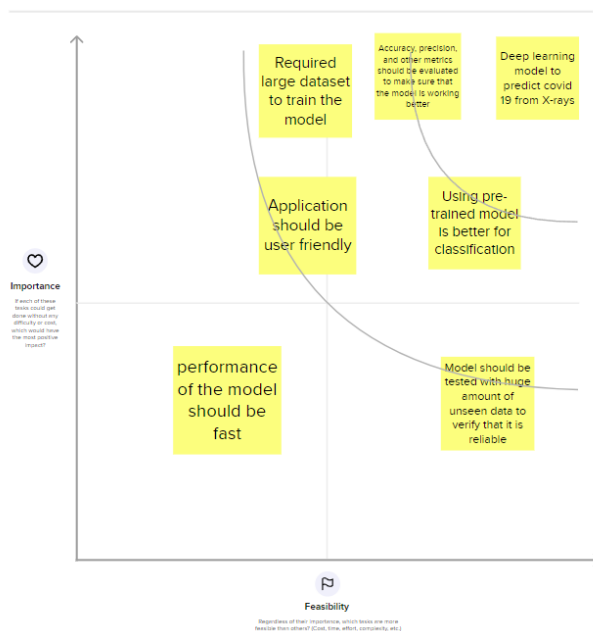 Required
large dataset
to train the
model
Accuracy, precision,
and other metrics
should be evaluated
to make sure that
the model is working
better
Deep learning
model to
predict covid
19 from X-rays
Application
should be
user friendly
Using pre-
trained model
is better for
classification
Importance
If each of these
tasks could get
done without any
difficulty or cost,
which would have
the most positive
impact?
performance
of the model
should be
fast
Model should be
tested with huge
amount of
unseen data to
verify that it is
reliable
Feasibility
Regardless of their importance, which tasks are more
feasible than others? (Cost, time, effort, complexity, etc.)